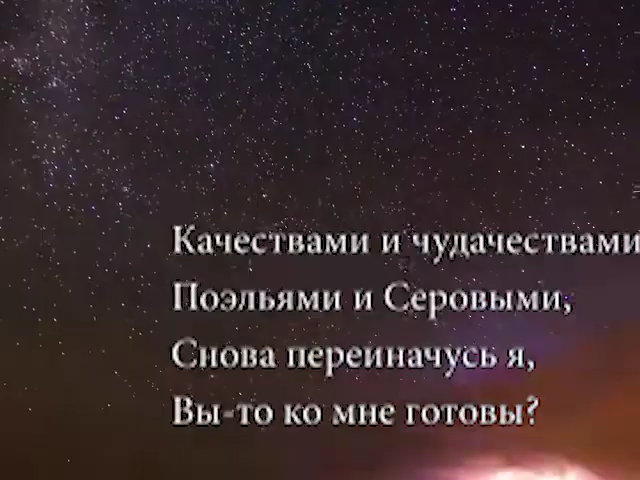 Качествами и чудачествами
Поэльями и Серовыми,
Снова переиначусь я,
Вы-то ко мне готовы?